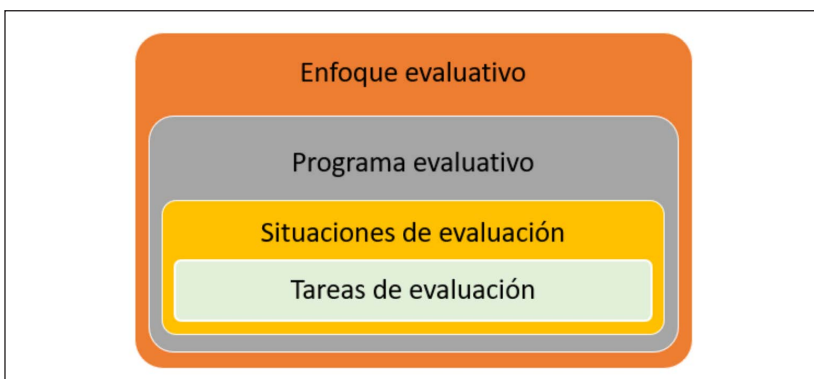 Enfoque evaluativo
Programa evaluativo
Situaciones de evaluación
Tareas de evaluación